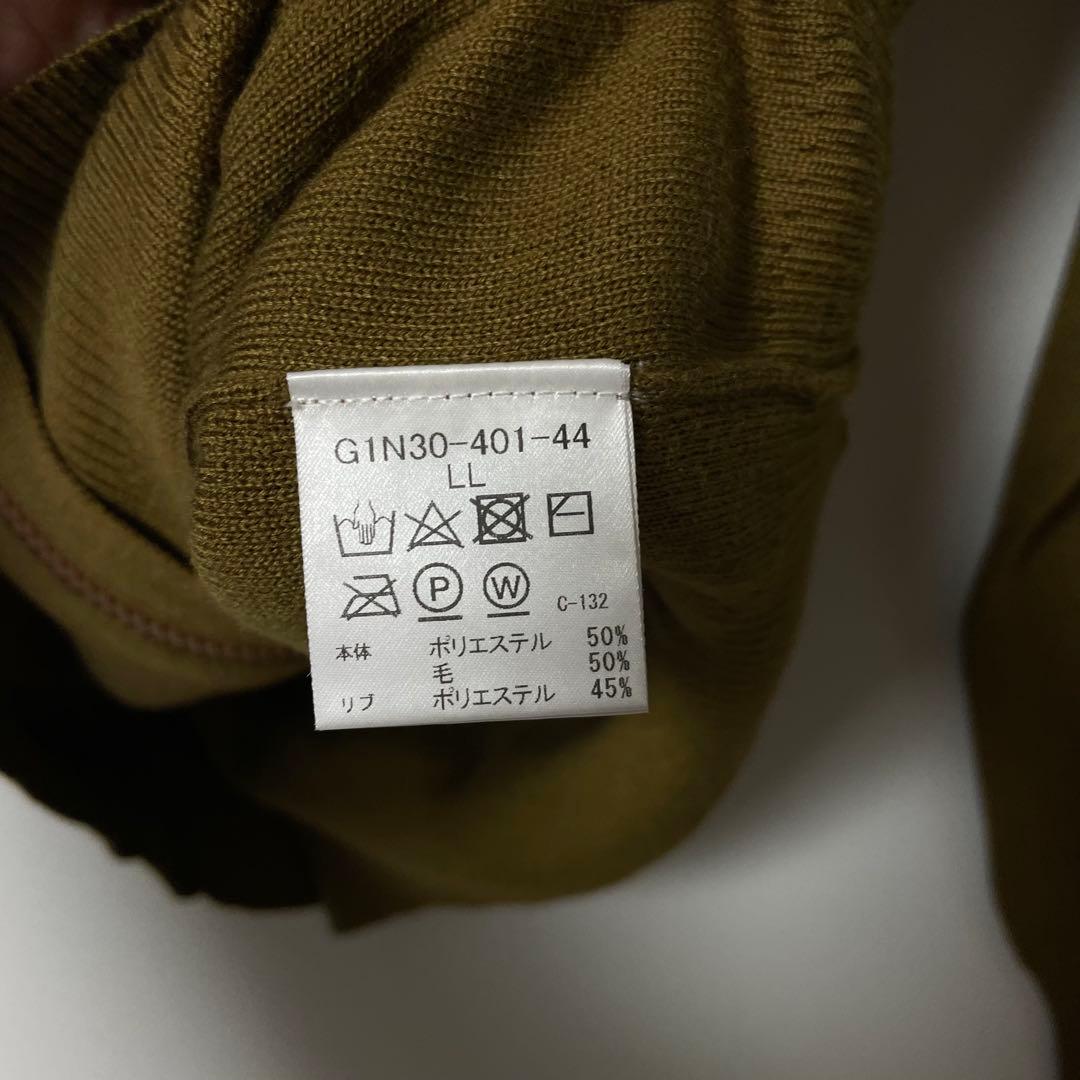 G1N30-401-44
LL
P W C-132
本体 ポリエステル 50%
毛 50%
リブ ポリエステル 45%